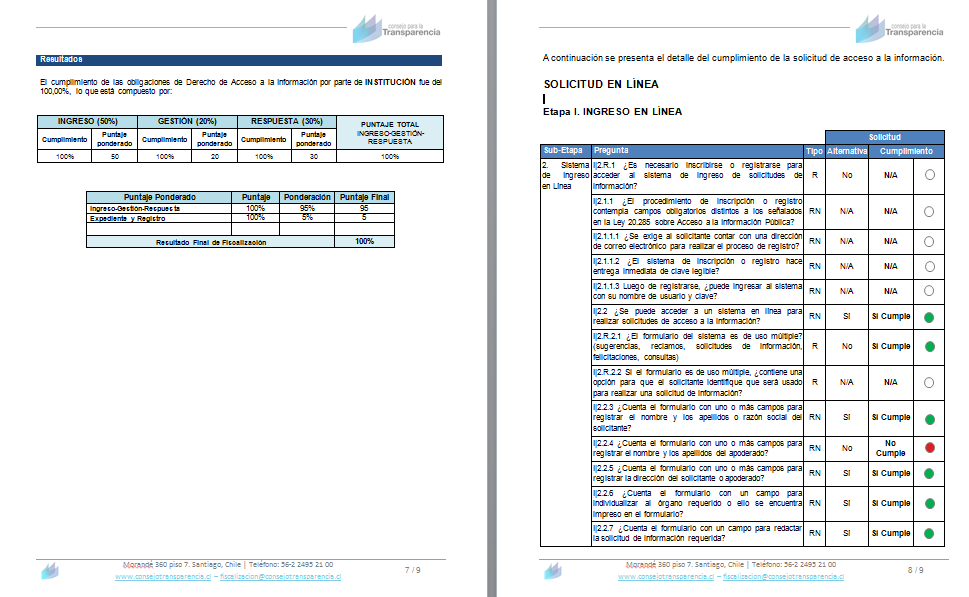 consejo para la
Transparencia
Resultados
El cumplimiento de las obligaciones de Derecho de Acceso a la Información por parte de INSTITUCIÓN fue del
100,00%, lo que está compuesto por:
INGRESO (50%) GESTIÓN (20%) RESPUESTA (30%) PUNTAJE TOTAL INGRESO-GESTIÓN-RESPUESTA
Cumplimiento Puntaje ponderado Cumplimiento Puntaje ponderado Cumplimiento Puntaje ponderado
100% 50 100% 20 100% 30 100%
Puntaje Ponderado Puntaje Ponderación Puntaje Final
Ingreso-Gestión-Respuesta 100% 95% 95
Expediente y Registro 100% 5% 5
Resultado Final de Fiscalización 100%
Morandé 360 piso 7. Santiago, Chile | Teléfono: 56-2 2495 21 00
www.consejotransparencia.cl – fiscalizacion@consejotransparencia.cl
7 / 9
consejo para la
Transparencia
A continuación se presenta el detalle del cumplimiento de la solicitud de acceso a la información.
SOLICITUD EN LÍNEA
Etapa I. INGRESO EN LÍNEA
Solicitud
Sub-Etapa Pregunta Tipo Alternativa Cumplimiento
2. Sistema de Ingreso en Línea
I|2.R.1 ¿Es necesario inscribirse o registrarse para
acceder al sistema de ingreso de solicitudes de
información?
R No N/A
I|2.1.1 ¿El procedimiento de inscripción o registro
contempla campos obligatorios distintos a los señalados
en la Ley 20.285 sobre Acceso a la Información Pública?
RN N/A N/A
I|2.1.1.1 ¿Se exige al solicitante contar con una dirección
de correo electrónico para realizar el proceso de registro?
RN N/A N/A
I|2.1.1.2 ¿El sistema de inscripción o registro hace
entrega inmediata de clave legible?
RN N/A N/A
I|2.1.1.3 Luego de registrarse, ¿puede ingresar al sistema
con su nombre de usuario y clave?
RN N/A N/A
I|2.2 ¿Se puede acceder a un sistema en línea para
realizar solicitudes de acceso a la información?
RN Si Si Cumple
I|2.R.2.1 ¿El formulario del sistema es de uso múltiple?
(sugerencias, reclamos, solicitudes de información,
felicitaciones, consultas)
R No Si Cumple
I|2.R.2.2 Si el formulario es de uso múltiple, ¿contiene una
opción para que el solicitante identifique que será usado
para realizar una solicitud de información?
R N/A N/A
I|2.2.3 ¿Cuenta el formulario con uno o más campos para
registrar el nombre y los apellidos o razón social del
solicitante?
RN Si Si Cumple
I|2.2.4 ¿Cuenta el formulario con uno o más campos para
registrar el nombre y los apellidos del apoderado?
RN No No Cumple
I|2.2.5 ¿Cuenta el formulario con uno o más campos para
registrar la dirección del solicitante o apoderado?
RN Si Si Cumple
I|2.2.6 ¿Cuenta el formulario con un campo para
individualizar al órgano requerido o ello se encuentra
impreso en el formulario?
RN Si Si Cumple
I|2.2.7 ¿Cuenta el formulario con un campo para redactar
la solicitud de información requerida?
RN Si Si Cumple
Morandé 360 piso 7. Santiago, Chile | Teléfono: 56-2 2495 21 00
www.consejotransparencia.cl – fiscalizacion@consejotransparencia.cl
8 / 9